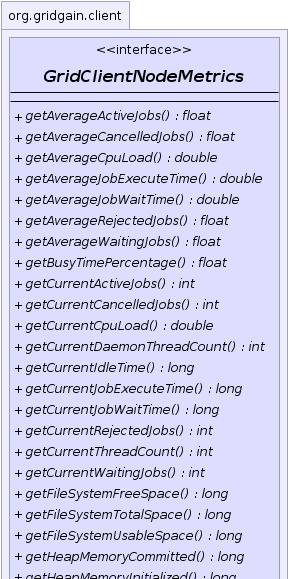 org.gridgain.client
<<interface>>
GridClientNodeMetrics
+ getAverageActiveJobs() : float
+ getAverageCancelledJobs() : float
+ getAverageCpuLoad() : double
+ getAverageJobExecuteTime() : double
+ getAverageJobWaitTime() : double
+ getAverageRejectedJobs() : float
+ getAverageWaitingJobs() : float
+ getBusyTimePercentage() : float
+ getCurrentActiveJobs() : int
+ getCurrentCancelledJobs() : int
+ getCurrentCpuLoad() : double
+ getCurrentDaemonThreadCount() : int
+ getCurrentIdleTime() : long
+ getCurrentJobExecuteTime() : long
+ getCurrentJobWaitTime() : long
+ getCurrentRejectedJobs() : int
+ getCurrentThreadCount() : int
+ getCurrentWaitingJobs() : int
+ getFileSystemFreeSpace() : long
+ getFileSystemTotalSpace() : long
+ getFileSystemUsableSpace() : long
+ getHeapMemoryCommitted() : long
+ getHeapMemoryInitialized() : long